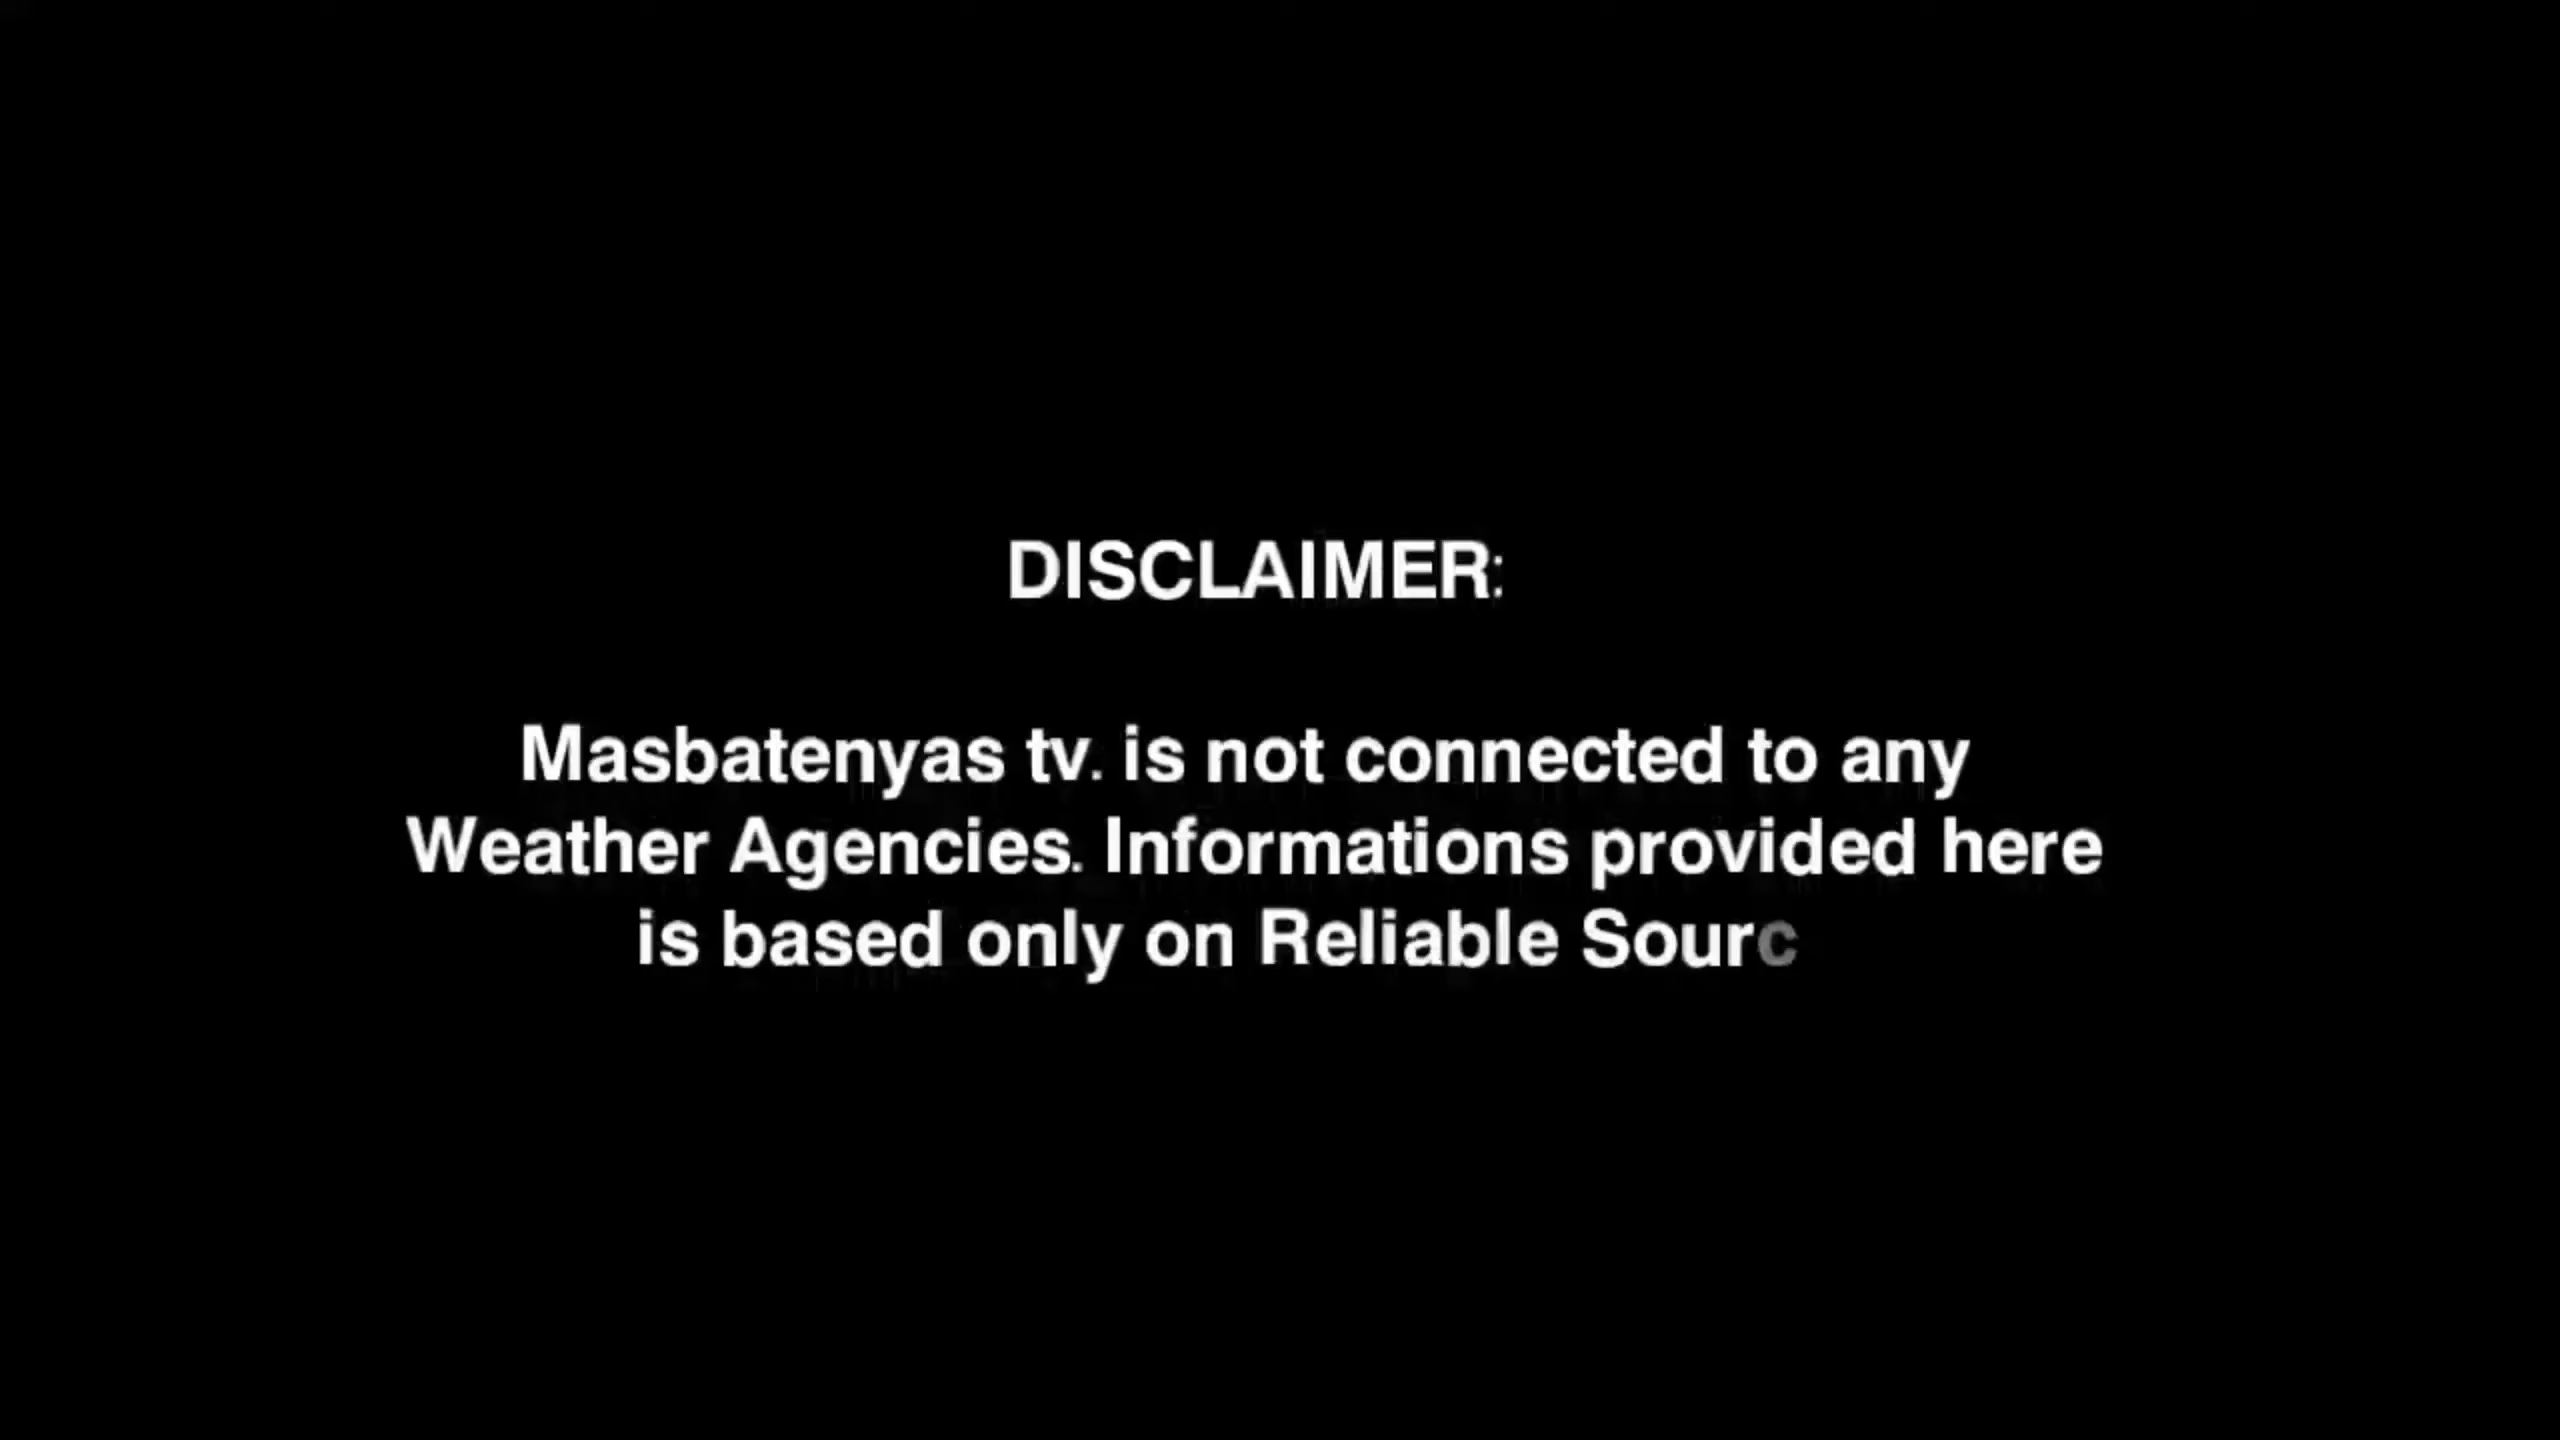 DISCLAIMER:
Masbatenyas tv. is not connected to any
Weather Agencies. Informations provided here
is based only on Reliable Sourc